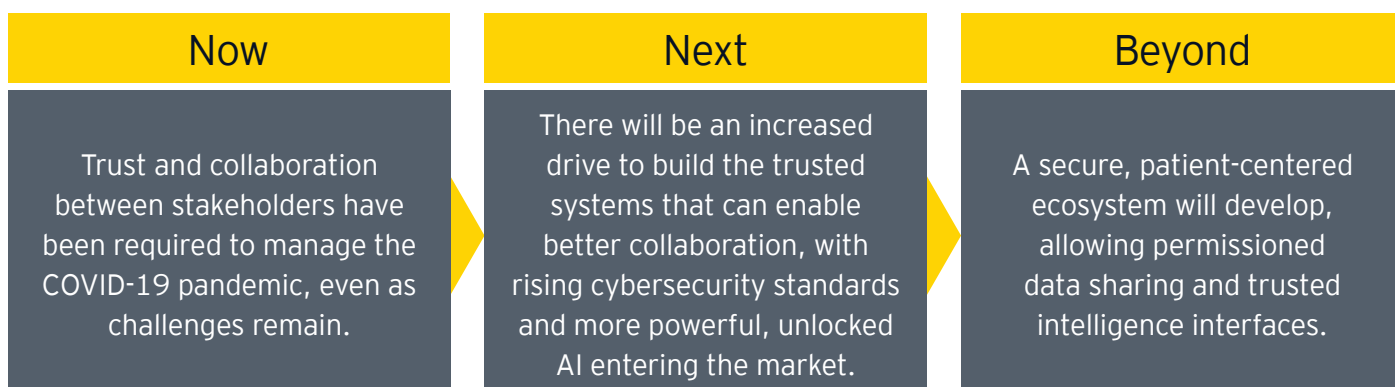 Now
Trust and collaboration
between stakeholders have
been required to manage the
COVID-19 pandemic, even as
challenges remain.
Next
There will be an increased
drive to build the trusted
systems that can enable
better collaboration, with
rising cybersecurity standards
and more powerful, unlocked
AI entering the market.
Beyond
A secure, patient-centered
ecosystem will develop,
allowing permissioned
data sharing and trusted
intelligence interfaces.